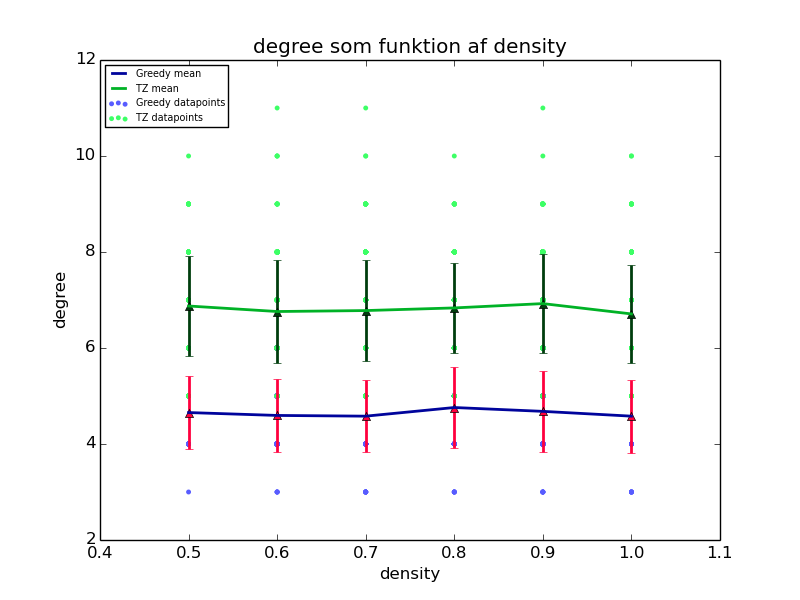 degree som funktion af density
Greedy mean
TZ mean
Greedy datapoints
TZ datapoints
12
10
8
6
4
2
degree
0.4 0.5 0.6 0.7 0.8 0.9 1.0 1.1
density